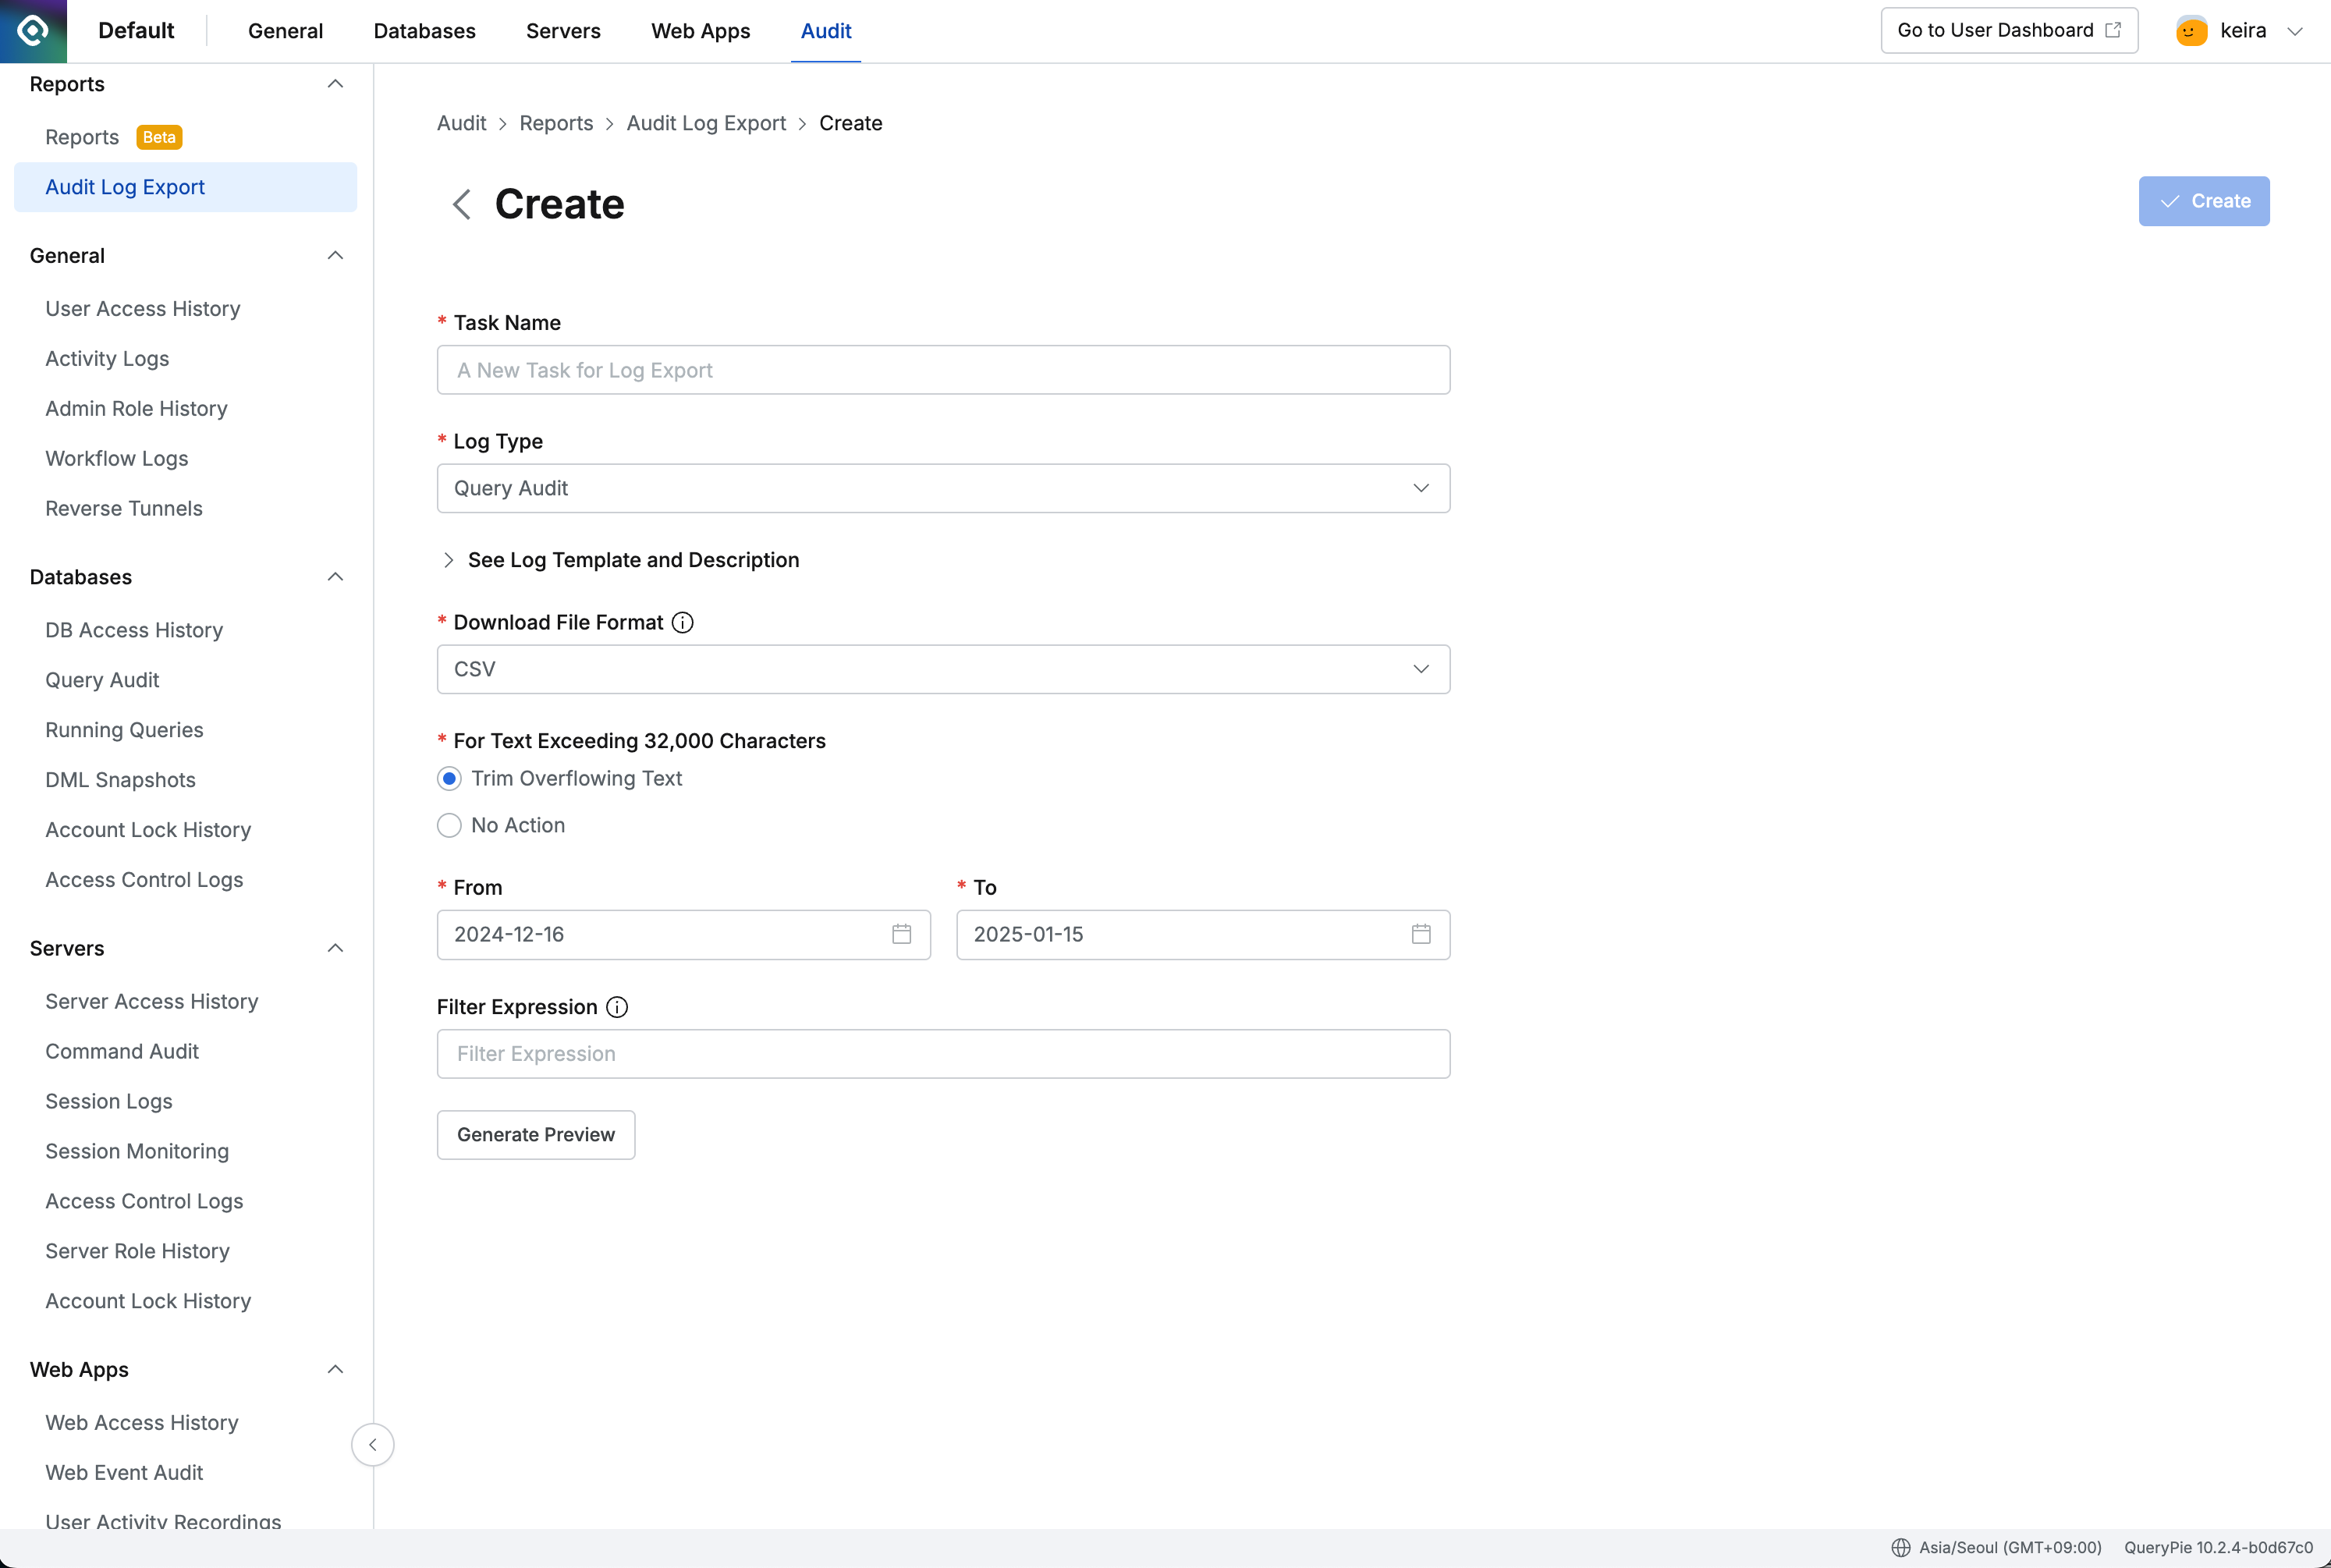 Default
General
Databases
Servers
Web Apps
Audit
Go to User Dashboard
keira
Reports
Reports Beta
Audit Log Export
General
User Access History
Activity Logs
Admin Role History
Workflow Logs
Reverse Tunnels
Databases
DB Access History
Query Audit
Running Queries
DML Snapshots
Account Lock History
Access Control Logs
Servers
Server Access History
Command Audit
Session Logs
Session Monitoring
Access Control Logs
Server Role History
Account Lock History
Web Apps
Web Access History
Web Event Audit
User Activity Recordings
Audit > Reports > Audit Log Export > Create
Create
Create
* Task Name
A New Task for Log Export
* Log Type
Query Audit
See Log Template and Description
* Download File Format
CSV
* For Text Exceeding 32,000 Characters
Trim Overflowing Text
No Action
* From
2024-12-16
* To
2025-01-15
Filter Expression
Filter Expression
Generate Preview
Asia/Seoul (GMT+09:00)
QueryPie 10.2.4-b0d67c0